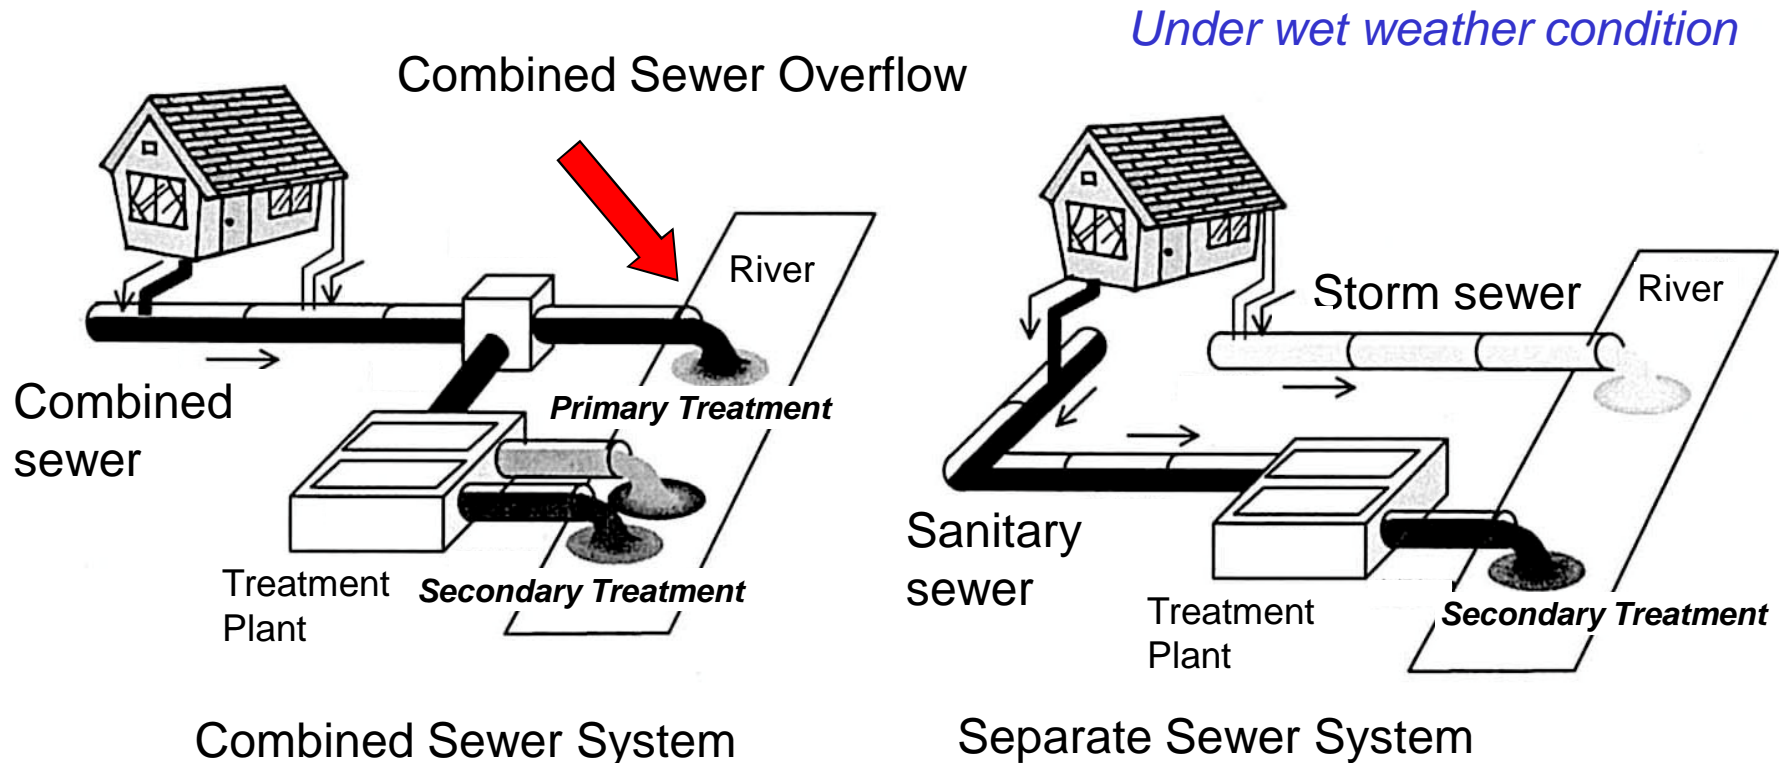 Under wet weather condition
Combined Sewer Overflow
River
Combined
sewer
Primary Treatment
Treatment
Plant
Secondary Treatment
Combined Sewer System
Storm sewer
River
Sanitary
sewer
Treatment
Plant
Secondary Treatment
Separate Sewer System